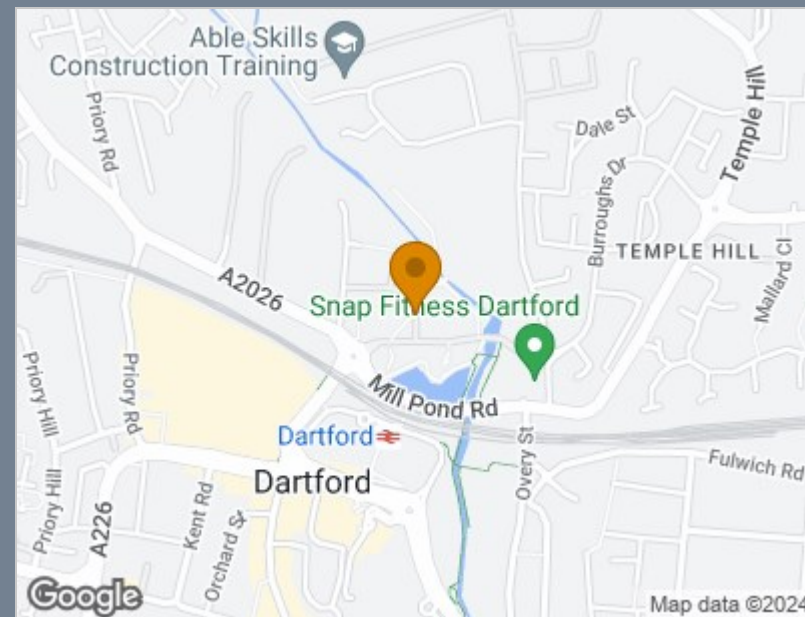 Able Skills
Construction Training
Temple Hill
Priory Rd
Dale St
Burroughs Dr
TEMPLE HILL
Mallard Cl
A2026
Snap Fitness Dartford
Mill Pond Rd
Priory Rd
Priory Hill
Priory Hill
Dartford
Dartford
A226
Kent Rd
Orchard St
Overy St
Fulwich Rd
Google
Map data ©2024